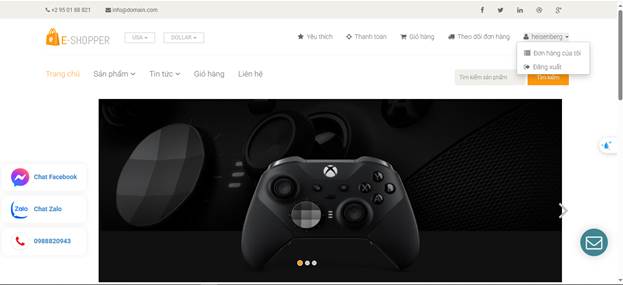 +2 95 01 88 821 info@domain.com
E-SHOPPER USA DOLLAR Yêu thích Thanh toán Giỏ hàng Theo dõi đơn hàng heisenberg
Đơn hàng của tôi
Đăng xuất
Trang chủ Sản phẩm Tin tức Giỏ hàng Liên hệ Tìm kiếm sản phẩm Tìm kiếm
Chat Facebook
Zalo Chat Zalo
0988820943